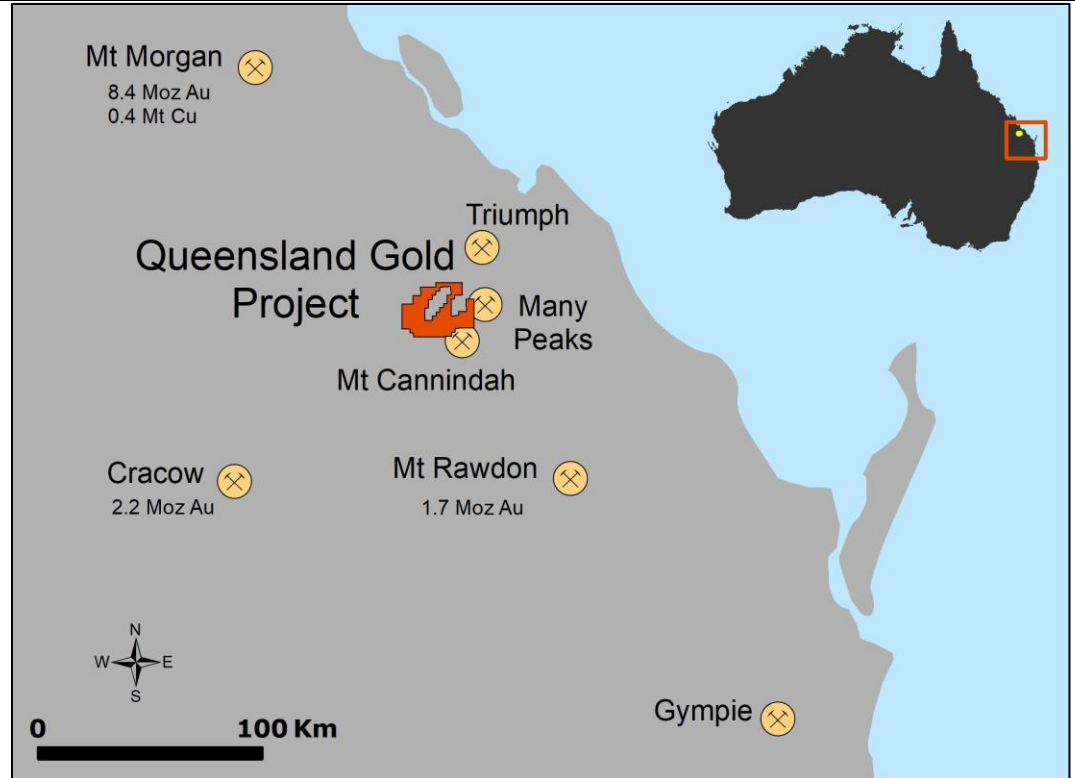 Mt Morgan
8.4 Moz Au
0.4 Mt Cu
Triumph
Queensland Gold
Project
Many
Peaks
Mt Cannindah
Cracow
2.2 Moz Au
Mt Rawdon
1.7 Moz Au
N
W E
S
Gympie
0 100 Km